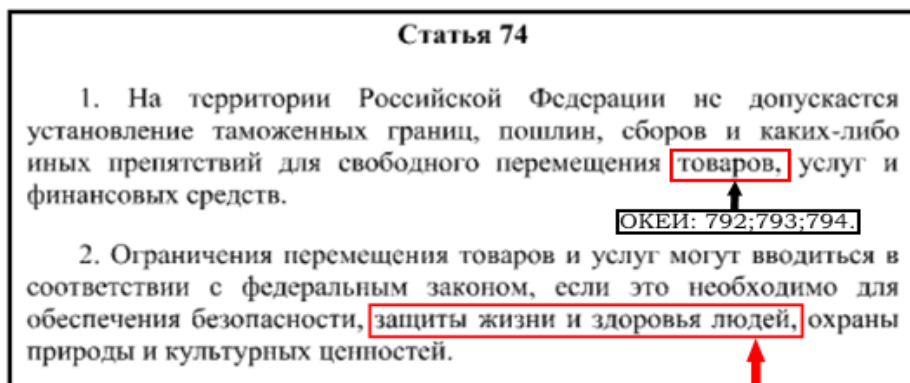 Статья 74
1. На территории Российской Федерации не допускается
установление таможенных границ, пошлин, сборов и каких-либо
иных препятствий для свободного перемещения товаров, услуг и
финансовых средств.
ОКЕИ: 792;793;794.
2. Ограничения перемещения товаров и услуг могут вводиться в
соответствии с федеральным законом, если это необходимо для
обеспечения безопасности, защиты жизни и здоровья людей, охраны
природы и культурных ценностей.